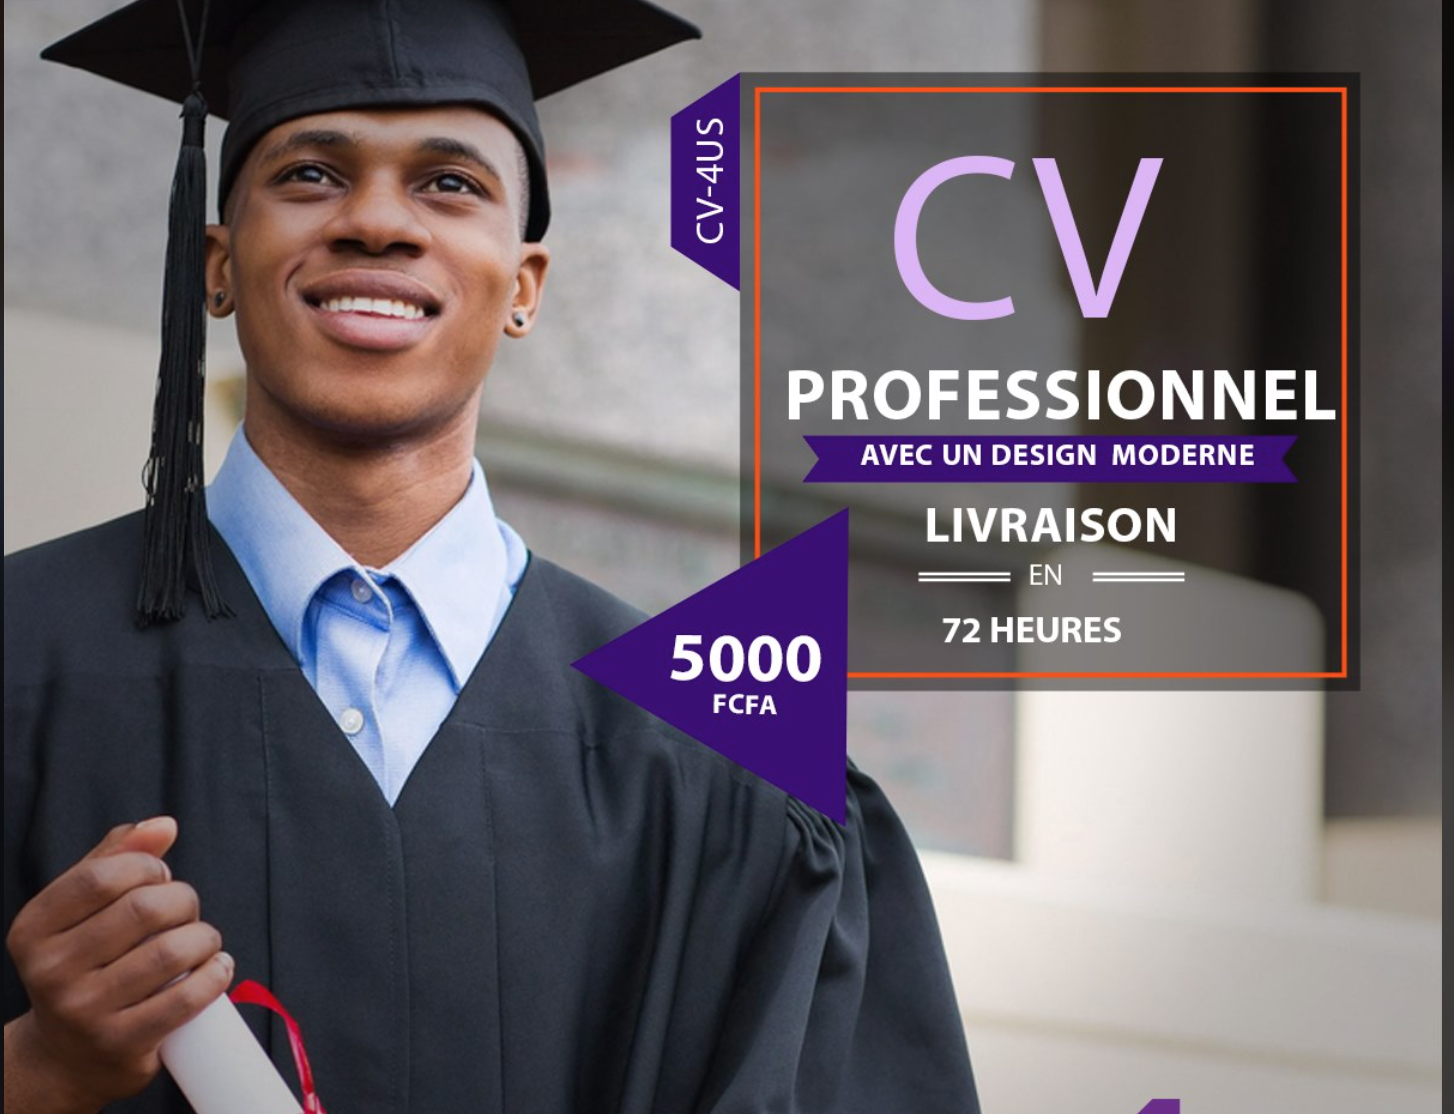 CV-4US
CV
PROFESSIONNEL
AVEC UN DESIGN MODERNE
LIVRAISON
EN
72 HEURES
5000
FCFA